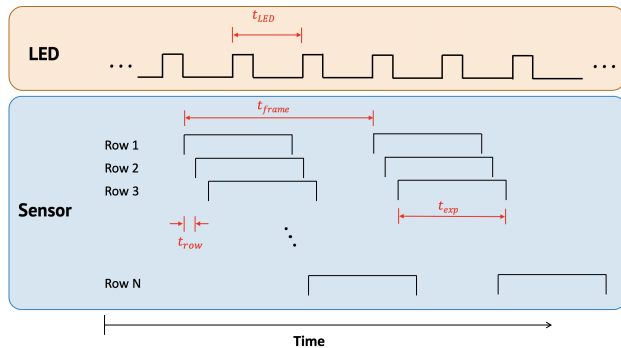 t_LED
LED
... ...
t_frame
Row 1
Row 2
Row 3
Sensor
t_exp
t_row
Row N
Time